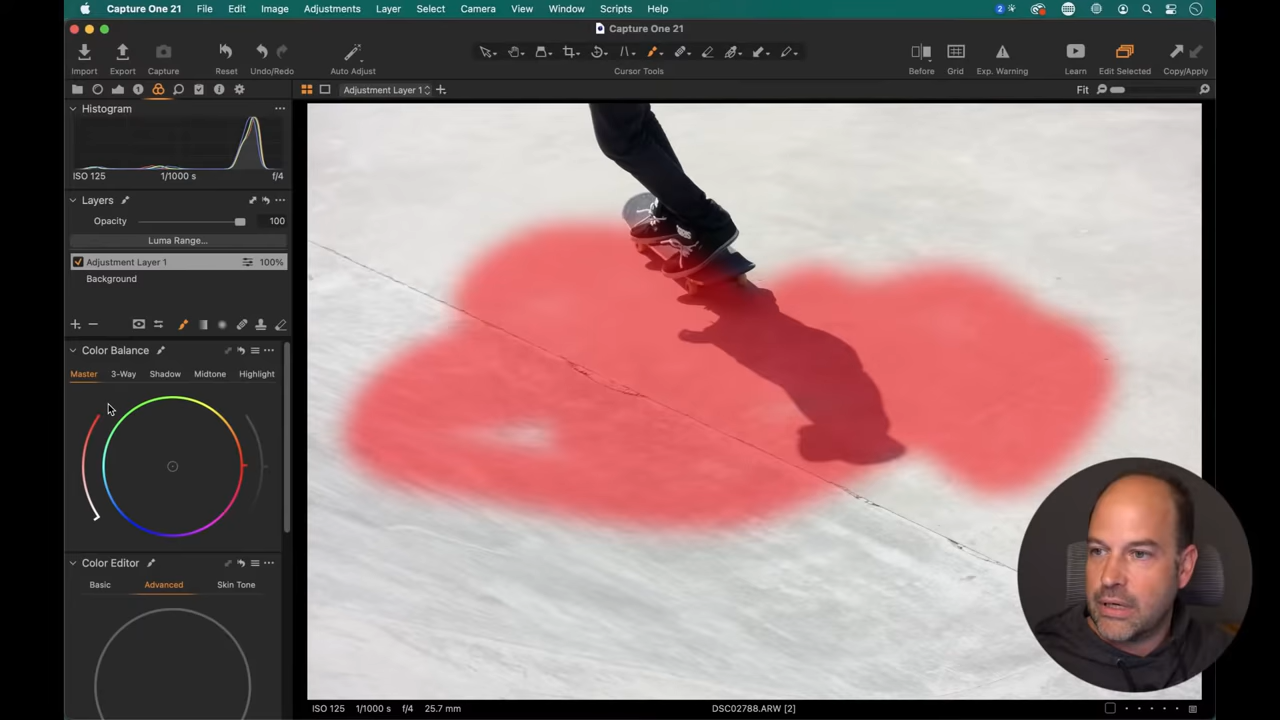 Capture One 21 File Edit Image Adjustments Layer Select Camera View Window Scripts Help 2
Capture One 21
Import Export Capture Reset Undo/Redo Auto Adjust Cursor Tools Before Grid Exp. Warning Learn Edit Selected Copy/Apply
Adjustment Layer 1 Fit
Histogram
ISO 125 1/1000 s f/4
Layers
Opacity 100
Luma Range...
Adjustment Layer 1 100%
Background
Color Balance
Master 3-Way Shadow Midtone Highlight
Color Editor
Basic Advanced Skin Tone
ISO 125 1/1000 s f/4 25.7 mm DSC02788.ARW [2]